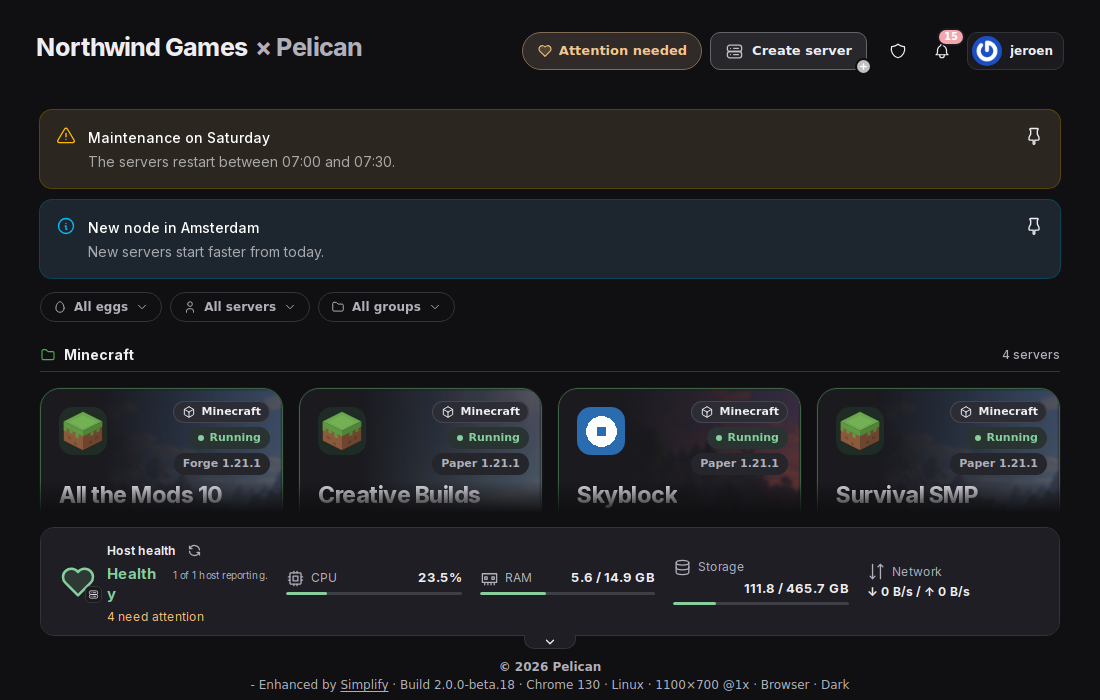 Northwind Games × Pelican
Attention needed
Create server
15
jeroen
Maintenance on Saturday
The servers restart between 07:00 and 07:30.
New node in Amsterdam
New servers start faster from today.
All eggs
All servers
All groups
Minecraft
4 servers
Minecraft
Running
Forge 1.21.1
All the Mods 10
Minecraft
Running
Paper 1.21.1
Creative Builds
Minecraft
Running
Paper 1.21.1
Skyblock
Minecraft
Running
Paper 1.21.1
Survival SMP
Host health
Health
y
1 of 1 host reporting.
4 need attention
CPU
23.5%
RAM
5.6 / 14.9 GB
Storage
111.8 / 465.7 GB
Network
↓ 0 B/s / ↑ 0 B/s
© 2026 Pelican
- Enhanced by Simplify · Build 2.0.0-beta.18 · Chrome 130 · Linux · 1100×700 @1x · Browser · Dark